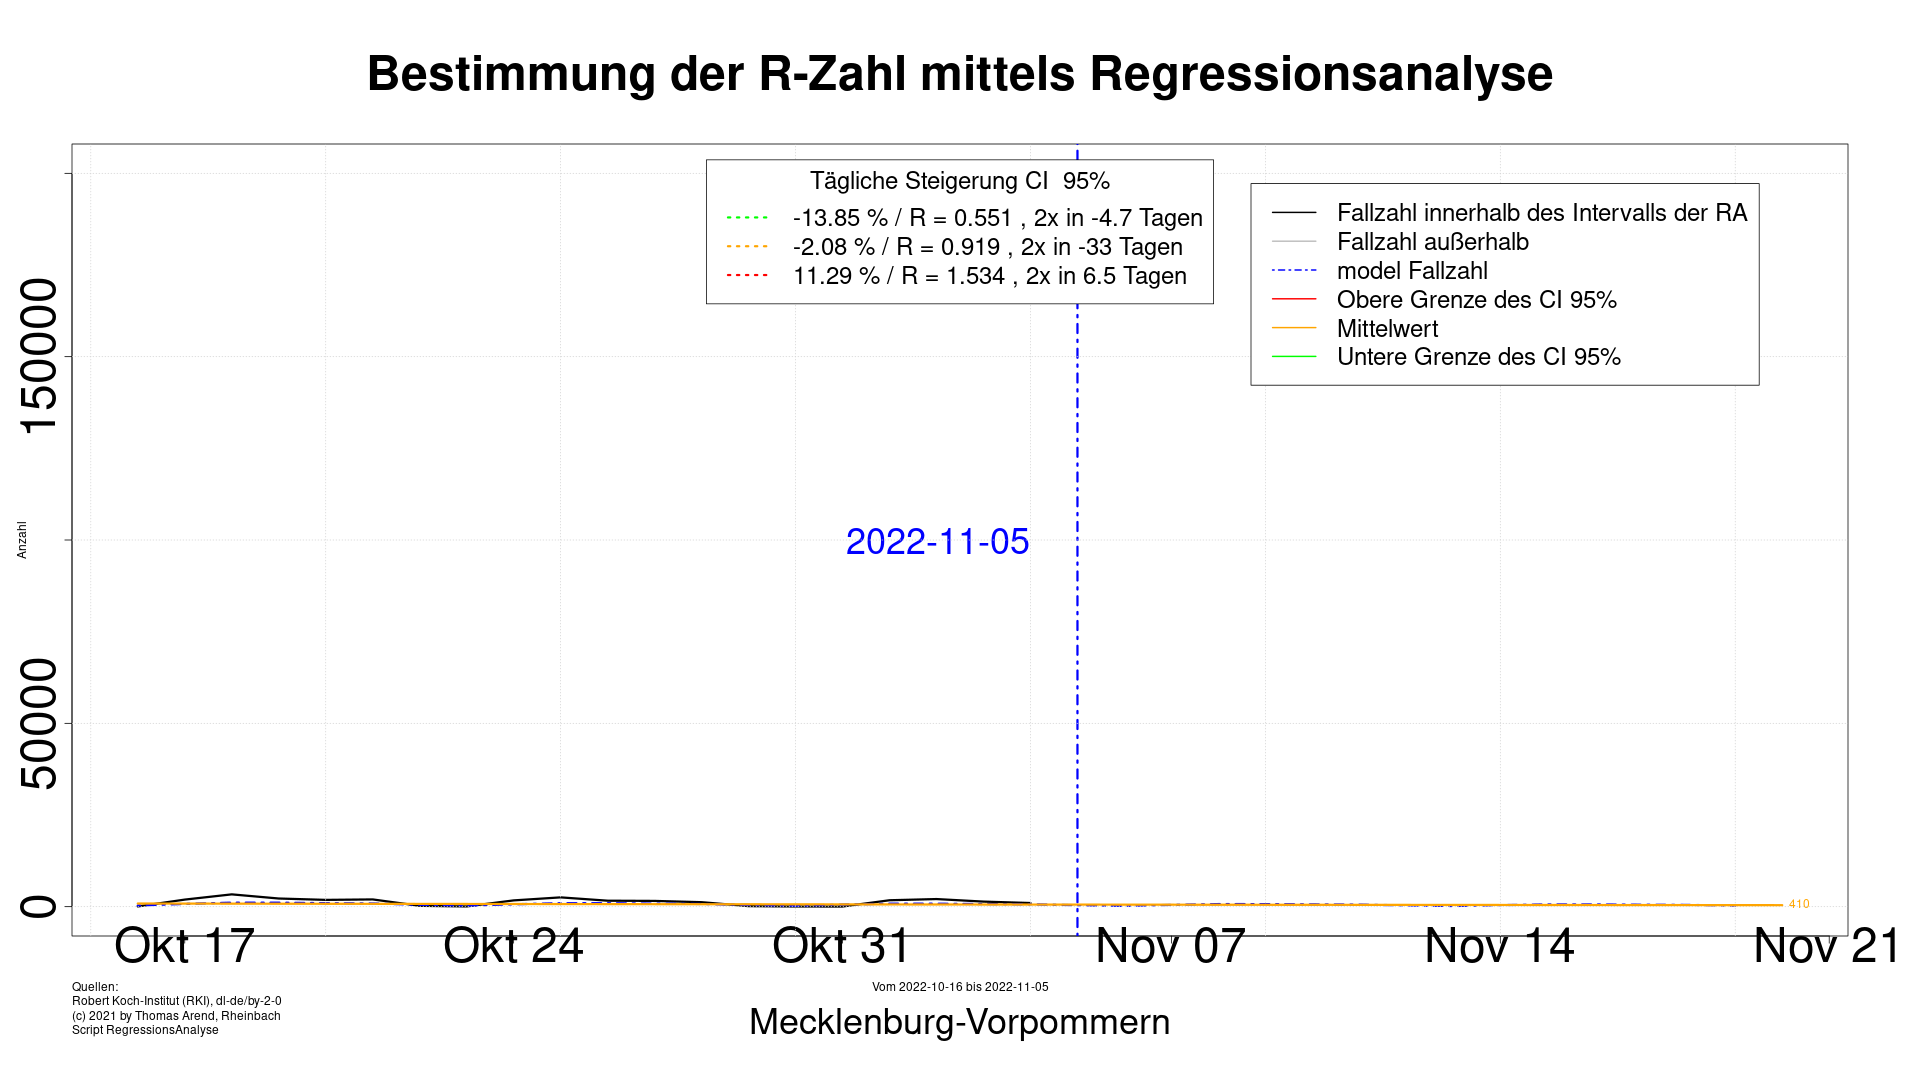 Bestimmung der R-Zahl mittels Regressionsanalyse
Tägliche Steigerung CI  95%
-13.85 % / R = 0.551 , 2x in -4.7 Tagen
-2.08 % / R = 0.919 , 2x in -33 Tagen
11.29 % / R = 1.534 , 2x in 6.5 Tagen
Fallzahl innerhalb des Intervalls der RA
Fallzahl außerhalb
model Fallzahl
Obere Grenze des CI 95%
Mittelwert
Untere Grenze des CI 95%
150000
50000
0
Anzahl
2022-11-05
410
Okt 17
Okt 24
Okt 31
Nov 07
Nov 14
Nov 21
Quellen:
Robert Koch-Institut (RKI), dl-de/by-2-0
(c) 2021 by Thomas Arend, Rheinbach
Script RegressionsAnalyse
Vom 2022-10-16 bis 2022-11-05
Mecklenburg-Vorpommern